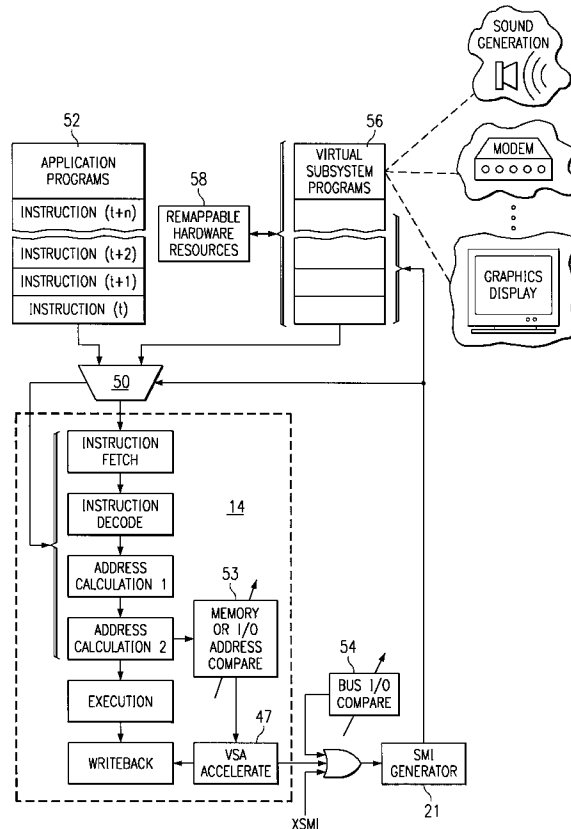 SOUND
GENERATION
52
APPLICATION
PROGRAMS
INSTRUCTION (t+n)
INSTRUCTION (t+2)
INSTRUCTION (t+1)
INSTRUCTION (t)
58
REMAPPABLE
HARDWARE
RESOURCES
56
VIRTUAL
SUBSYSTEM
PROGRAMS
MODEM
GRAPHICS
DISPLAY
50
INSTRUCTION
FETCH
INSTRUCTION
DECODE
14
ADDRESS
CALCULATION 1
ADDRESS
CALCULATION 2
53
MEMORY
OR I/O
ADDRESS
COMPARE
54
BUS I/O
COMPARE
EXECUTION
47
WRITEBACK
VSA
ACCELERATE
SMI
GENERATOR
21
XSMI